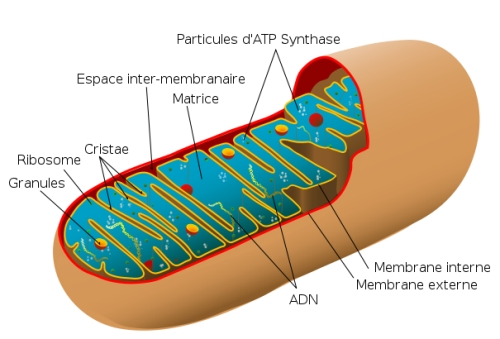 Particules d'ATP Synthase
Espace inter-membranaire
Matrice
Cristae
Ribosome
Granules
Membrane interne
Membrane externe
ADN